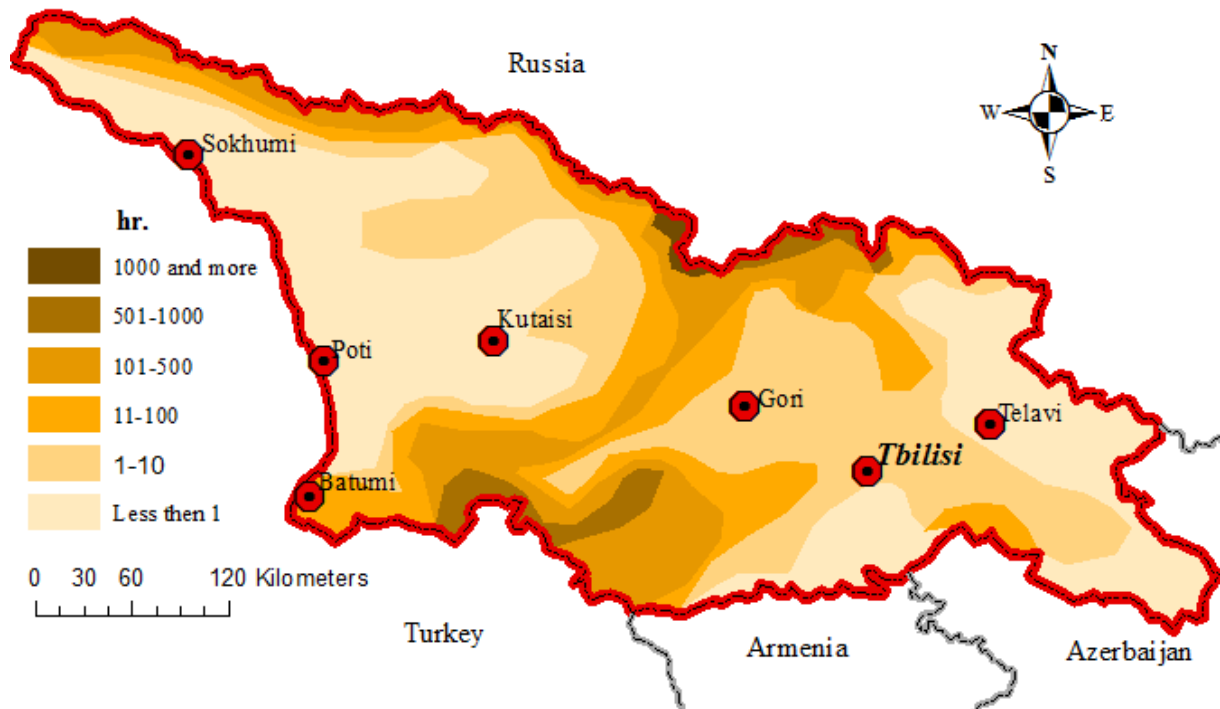 Russia
N
W E
S
Sokhumi
hr.
1000 and more
501-1000
101-500
11-100
1-10
Less then 1
Kutaisi
Poti
Gori
Telavi
Tbilisi
Batumi
0 30 60 120 Kilometers
Turkey
Armenia
Azerbaijan